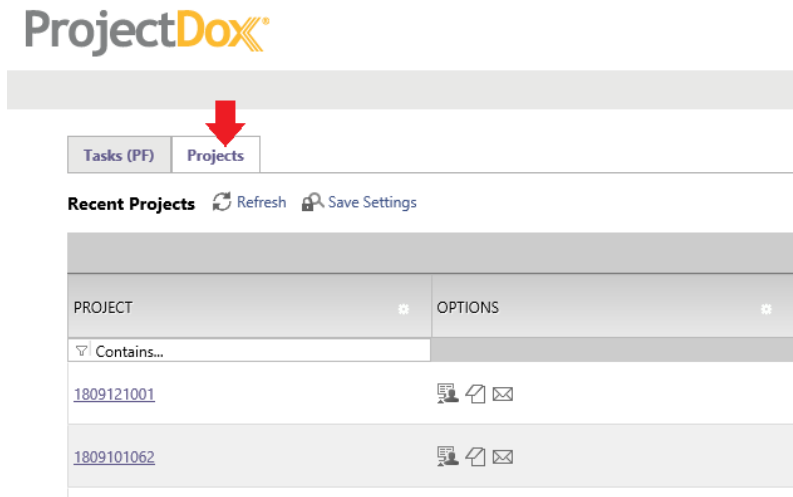 ProjectDox
Tasks (PF) Projects
Recent Projects Refresh Save Settings
PROJECT OPTIONS
Contains...
1809121001
1809101062